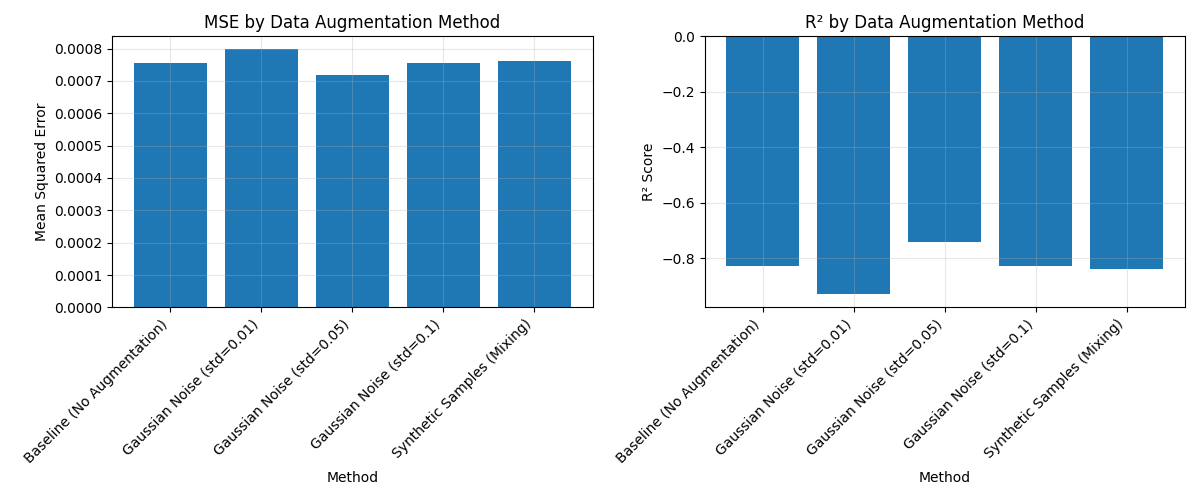 MSE by Data Augmentation Method
Mean Squared Error
0.0008
0.0007
0.0006
0.0005
0.0004
0.0003
0.0002
0.0001
0.0000
Baseline (No Augmentation)
Gaussian Noise (std=0.01)
Gaussian Noise (std=0.05)
Gaussian Noise (std=0.1)
Synthetic Samples (Mixing)
Method
R² by Data Augmentation Method
R² Score
0.0
−0.2
−0.4
−0.6
−0.8
Baseline (No Augmentation)
Gaussian Noise (std=0.01)
Gaussian Noise (std=0.05)
Gaussian Noise (std=0.1)
Synthetic Samples (Mixing)
Method